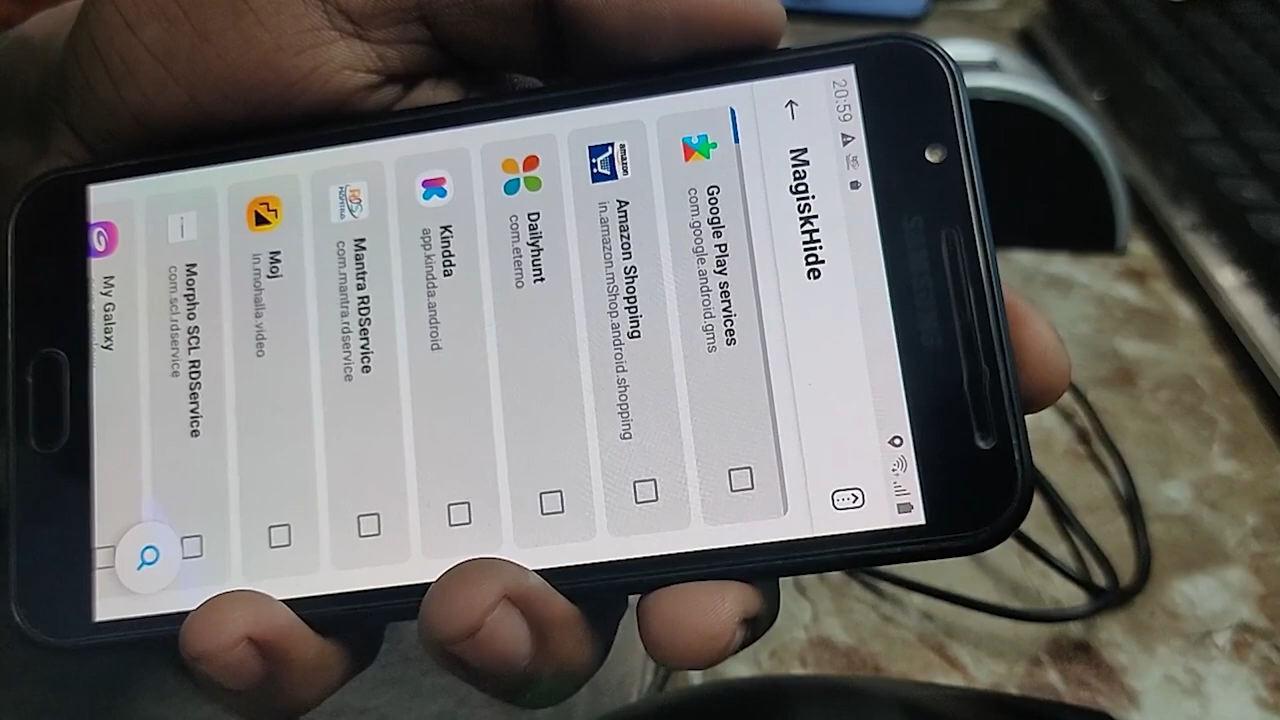 20:59
MagiskHide
Google Play services
com.google.android.gms
amazon
Amazon Shopping
in.amazon.mShop.android.shopping
Dailyhunt
com.eterno
Kindda
app.kindda.android
Mantra RDService
com.mantra.rdservice
Moj
in.mohalla.video
Morpho SCL RDService
com.scl.rdservice
My Galaxy
SAMSUNG